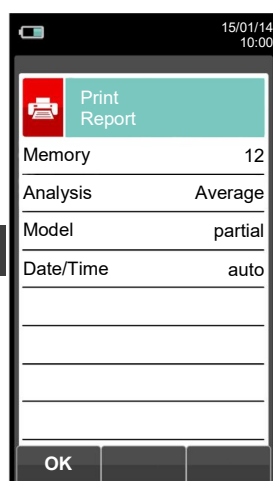 15/01/14
10:00
Print
Report
Memory 12
Analysis Average
Model partial
Date/Time auto
OK